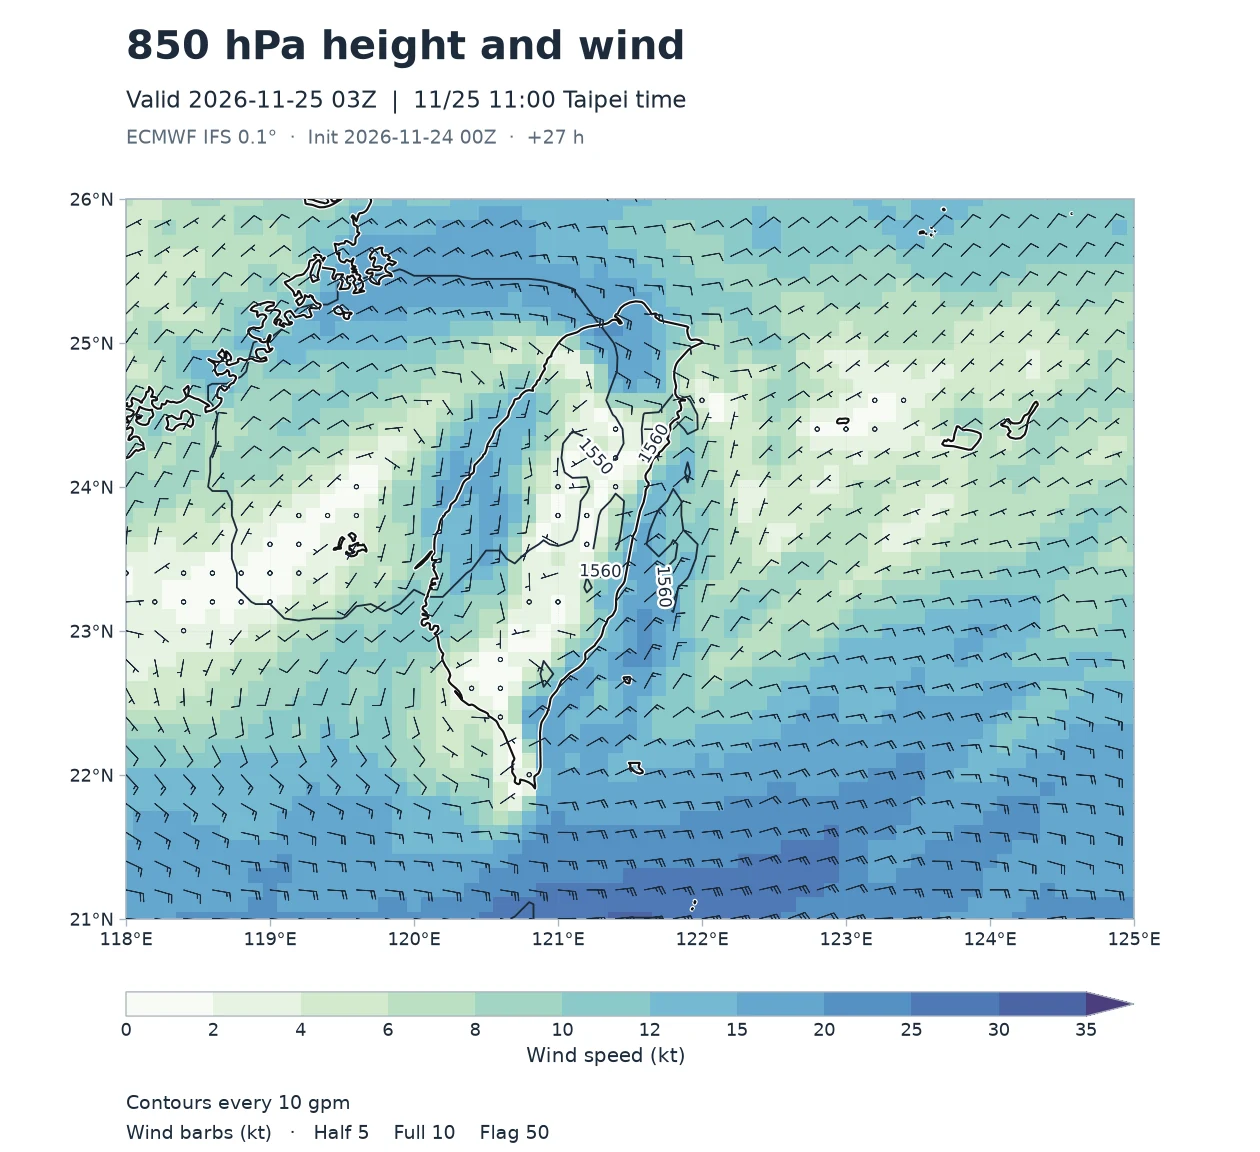 850 hPa height and wind
Valid 2026-11-25 03Z | 11/25 11:00 Taipei time
ECMWF IFS 0.1° · Init 2026-11-24 00Z · +27 h
26°N
25°N
24°N
23°N
22°N
21°N
1550
1560
1560
1560
118°E 119°E 120°E 121°E 122°E 123°E 124°E 125°E
0 2 4 6 8 10 12 15 20 25 30 35
Wind speed (kt)
Contours every 10 gpm
Wind barbs (kt) · Half 5 Full 10 Flag 50